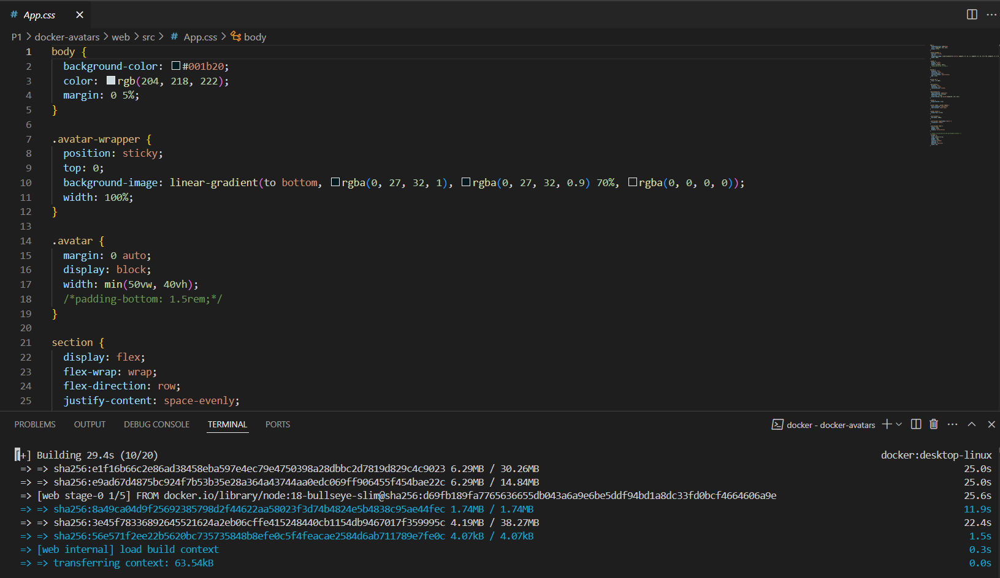 # App.css
P1 > docker-avatars > web > src > # App.css > body
1 body {
2 background-color: #001b20;
3 color: rgb(204, 218, 222);
4 margin: 0 5%;
5 }
6
7 .avatar-wrapper {
8 position: sticky;
9 top: 0;
10 background-image: linear-gradient(to bottom, rgba(0, 27, 32, 1), rgba(0, 27, 32, 0.9) 70%, rgba(0, 0, 0, 0));
11 width: 100%;
12 }
13
14 .avatar {
15 margin: 0 auto;
16 display: block;
17 width: min(50vw, 40vh);
18 /*padding-bottom: 1.5rem;*/
19 }
20
21 section {
22 display: flex;
23 flex-wrap: wrap;
24 flex-direction: row;
25 justify-content: space-evenly;
PROBLEMS OUTPUT DEBUG CONSOLE TERMINAL PORTS docker - docker-avatars
[+] Building 29.4s (10/20) docker:desktop-linux
=> => sha256:e1f16b66c2e86ad38458eba597e4ec79e4750398a28dbbc2d7819d829c4c9023 6.29MB / 30.26MB 25.0s
=> => sha256:e9ad67d4875bc924f7b53b35e28a364a43744aa0edc069ff906455f454bae22c 6.29MB / 14.84MB 25.0s
=> [web stage-0 1/5] FROM docker.io/library/node:18-bullseye-slim@sha256:d69fb189fa7765636655db043a6a9e6be5ddf94bd1a8dc33fd0bcf4664606a9e 25.6s
=> => sha256:8a49ca04d9f25692385798d2f44622aa58023f3d74b4824e5b4838c95ae44fec 1.74MB / 1.74MB 11.9s
=> => sha256:3e45f78336892645521624a2eb06cffe415248440cb1154db9467017f359995c 4.19MB / 38.27MB 22.4s
=> => sha256:56e571f2ee22b5620bc735735848b8efe0c5f4feacae2584d6ab711789e7fe0c 4.07kB / 4.07kB 1.5s
=> [web internal] load build context 0.3s
=> => transferring context: 63.54kB 0.0s